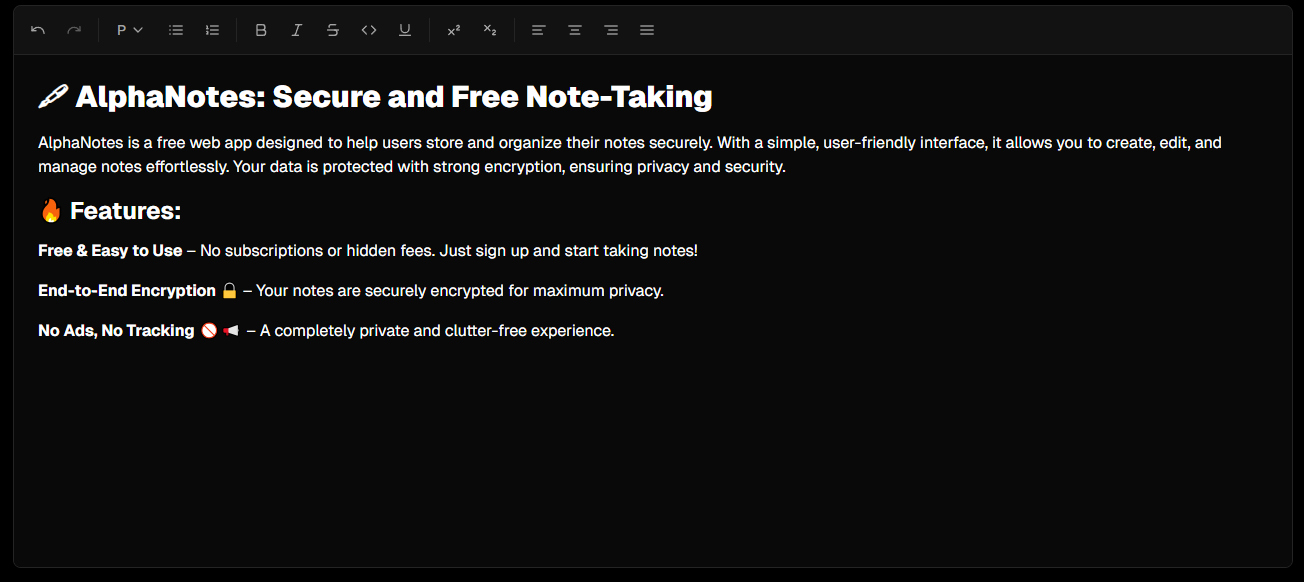 P
B I S <> U x² x₂
🖋 AlphaNotes: Secure and Free Note-Taking
AlphaNotes is a free web app designed to help users store and organize their notes securely. With a simple, user-friendly interface, it allows you to create, edit, and
manage notes effortlessly. Your data is protected with strong encryption, ensuring privacy and security.
🔥 Features:
Free & Easy to Use – No subscriptions or hidden fees. Just sign up and start taking notes!
End-to-End Encryption 🔒 – Your notes are securely encrypted for maximum privacy.
No Ads, No Tracking 🚫 📢 – A completely private and clutter-free experience.